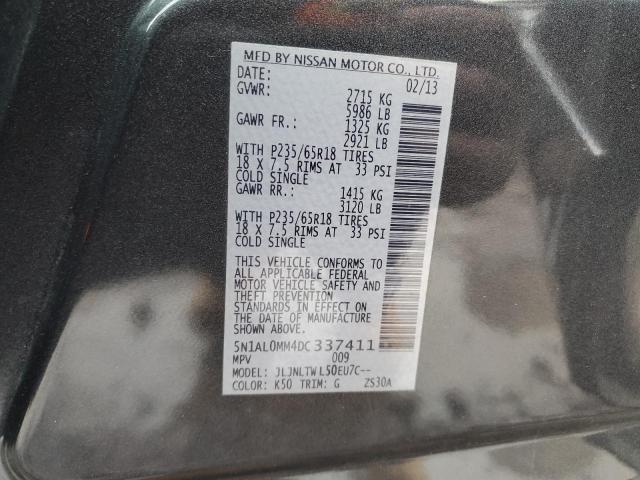 MFD BY NISSAN MOTOR CO., LTD.
DATE: 02/13
GVWR: 2715 KG
5986 LB
GAWR FR.: 1325 KG
2921 LB
WITH P235/65R18 TIRES
18 X 7.5 RIMS AT 33 PSI
COLD SINGLE
GAWR RR.: 1415 KG
3120 LB
WITH P235/65R18 TIRES
18 X 7.5 RIMS AT 33 PSI
COLD SINGLE
THIS VEHICLE CONFORMS TO
ALL APPLICABLE FEDERAL
MOTOR VEHICLE SAFETY AND
THEFT PREVENTION
STANDARDS IN EFFECT ON
THE DATE OF MANUFACTURE
SHOWN ABOVE.
5N1AL0MM4DC337411
MPV 009
MODEL: JLJNLTWL50EU7C--
COLOR: K50 TRIM: G ZS30A